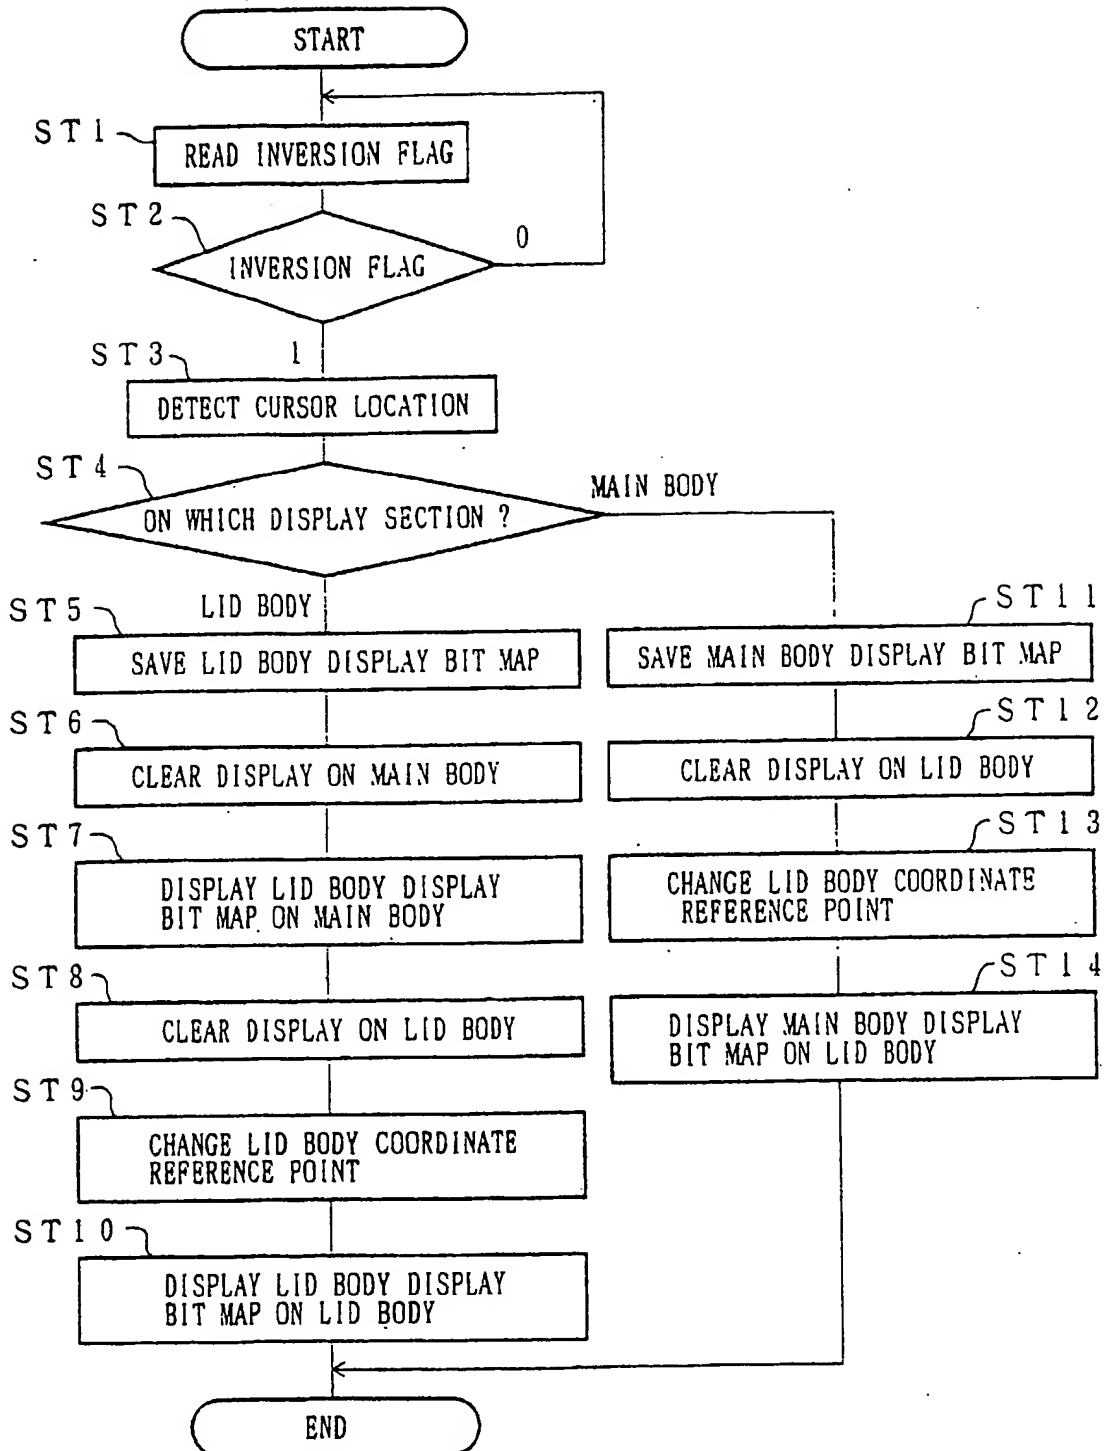 START
ST1
READ INVERSION FLAG
ST2
0
INVERSION FLAG
1
ST3
DETECT CURSOR LOCATION
ST4
MAIN BODY
ON WHICH DISPLAY SECTION ?
LID BODY
ST5
SAVE LID BODY DISPLAY BIT MAP
ST6
CLEAR DISPLAY ON MAIN BODY
ST7
DISPLAY LID BODY DISPLAY
BIT MAP ON MAIN BODY
ST8
CLEAR DISPLAY ON LID BODY
ST9
CHANGE LID BODY COORDINATE
REFERENCE POINT
ST10
DISPLAY LID BODY DISPLAY
BIT MAP ON LID BODY
ST11
SAVE MAIN BODY DISPLAY BIT MAP
ST12
CLEAR DISPLAY ON LID BODY
ST13
CHANGE LID BODY COORDINATE
REFERENCE POINT
ST14
DISPLAY MAIN BODY DISPLAY
BIT MAP ON LID BODY
END